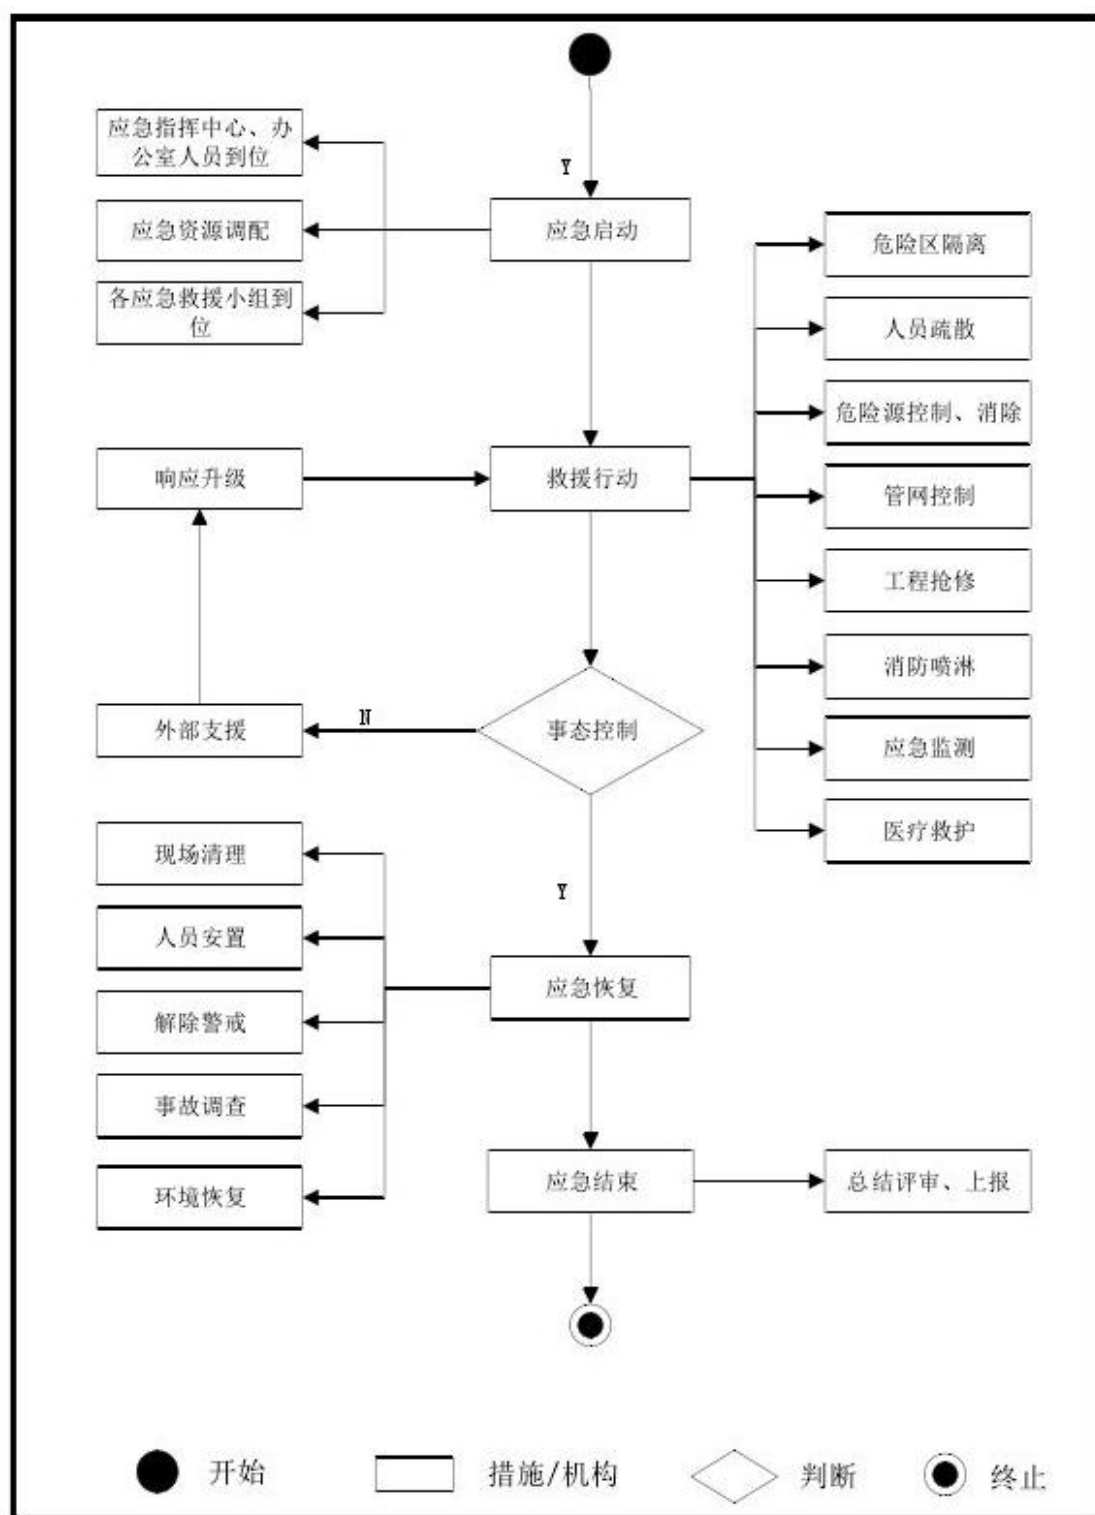 应急指挥中心、办
公室人员到位
Y
应急资源调配
应急启动
危险区隔离
各应急救援小组到
位
人员疏散
危险源控制、消除
响应升级
救援行动
管网控制
工程抢修
消防喷淋
外部支援
N
事态控制
应急监测
医疗救护
现场清理
Y
人员安置
应急恢复
解除警戒
事故调查
环境恢复
应急结束
总结评审、上报
开始
措施/机构
判断
终止